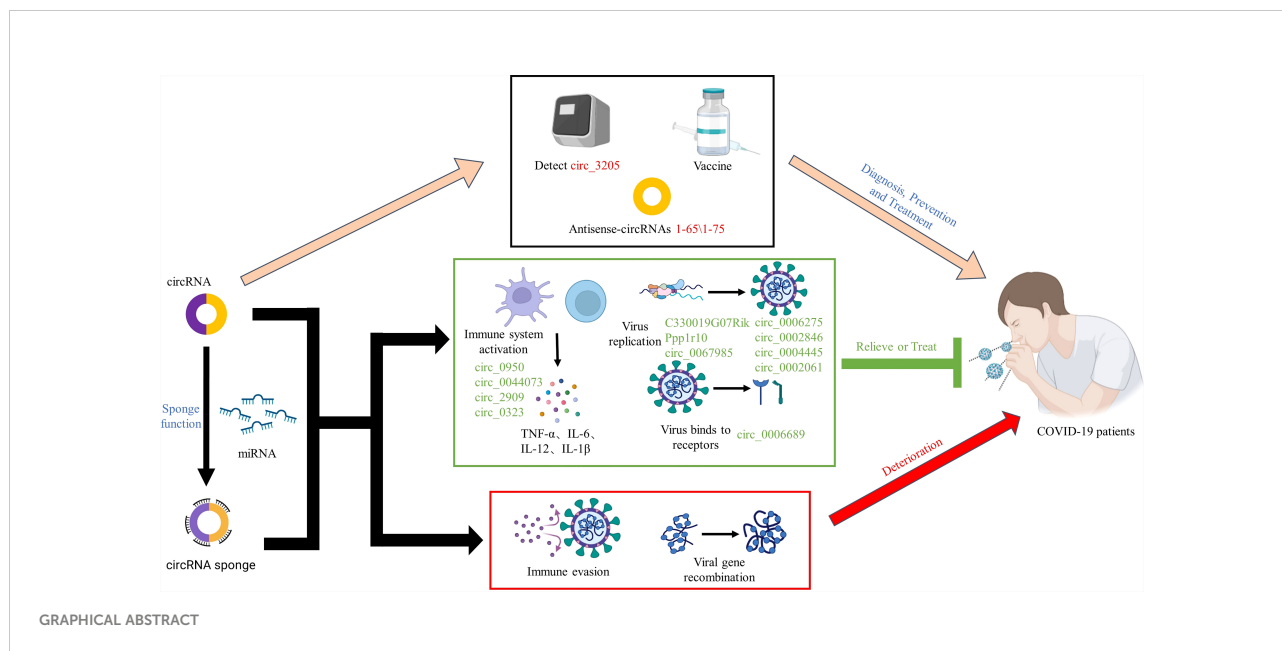 Detect circ_3205
Vaccine
Antisense-circRNAs 1-65\1-75
Diagnosis, Prevention
and Treatment
circRNA
Sponge
function
miRNA
circRNA sponge
Immune system
activation
circ_0950
circ_0044073
circ_2909
circ_0323
TNF-α、IL-6、
IL-12、IL-1β
Virus
replication
C330019G07Rik
Ppp1r10
circ_0067985
circ_0006275
circ_0002846
circ_0004445
circ_0002061
Virus binds to
receptors
circ_0006689
Relieve or Treat
COVID-19 patients
Deterioration
Immune evasion
Viral gene
recombination
GRAPHICAL ABSTRACT